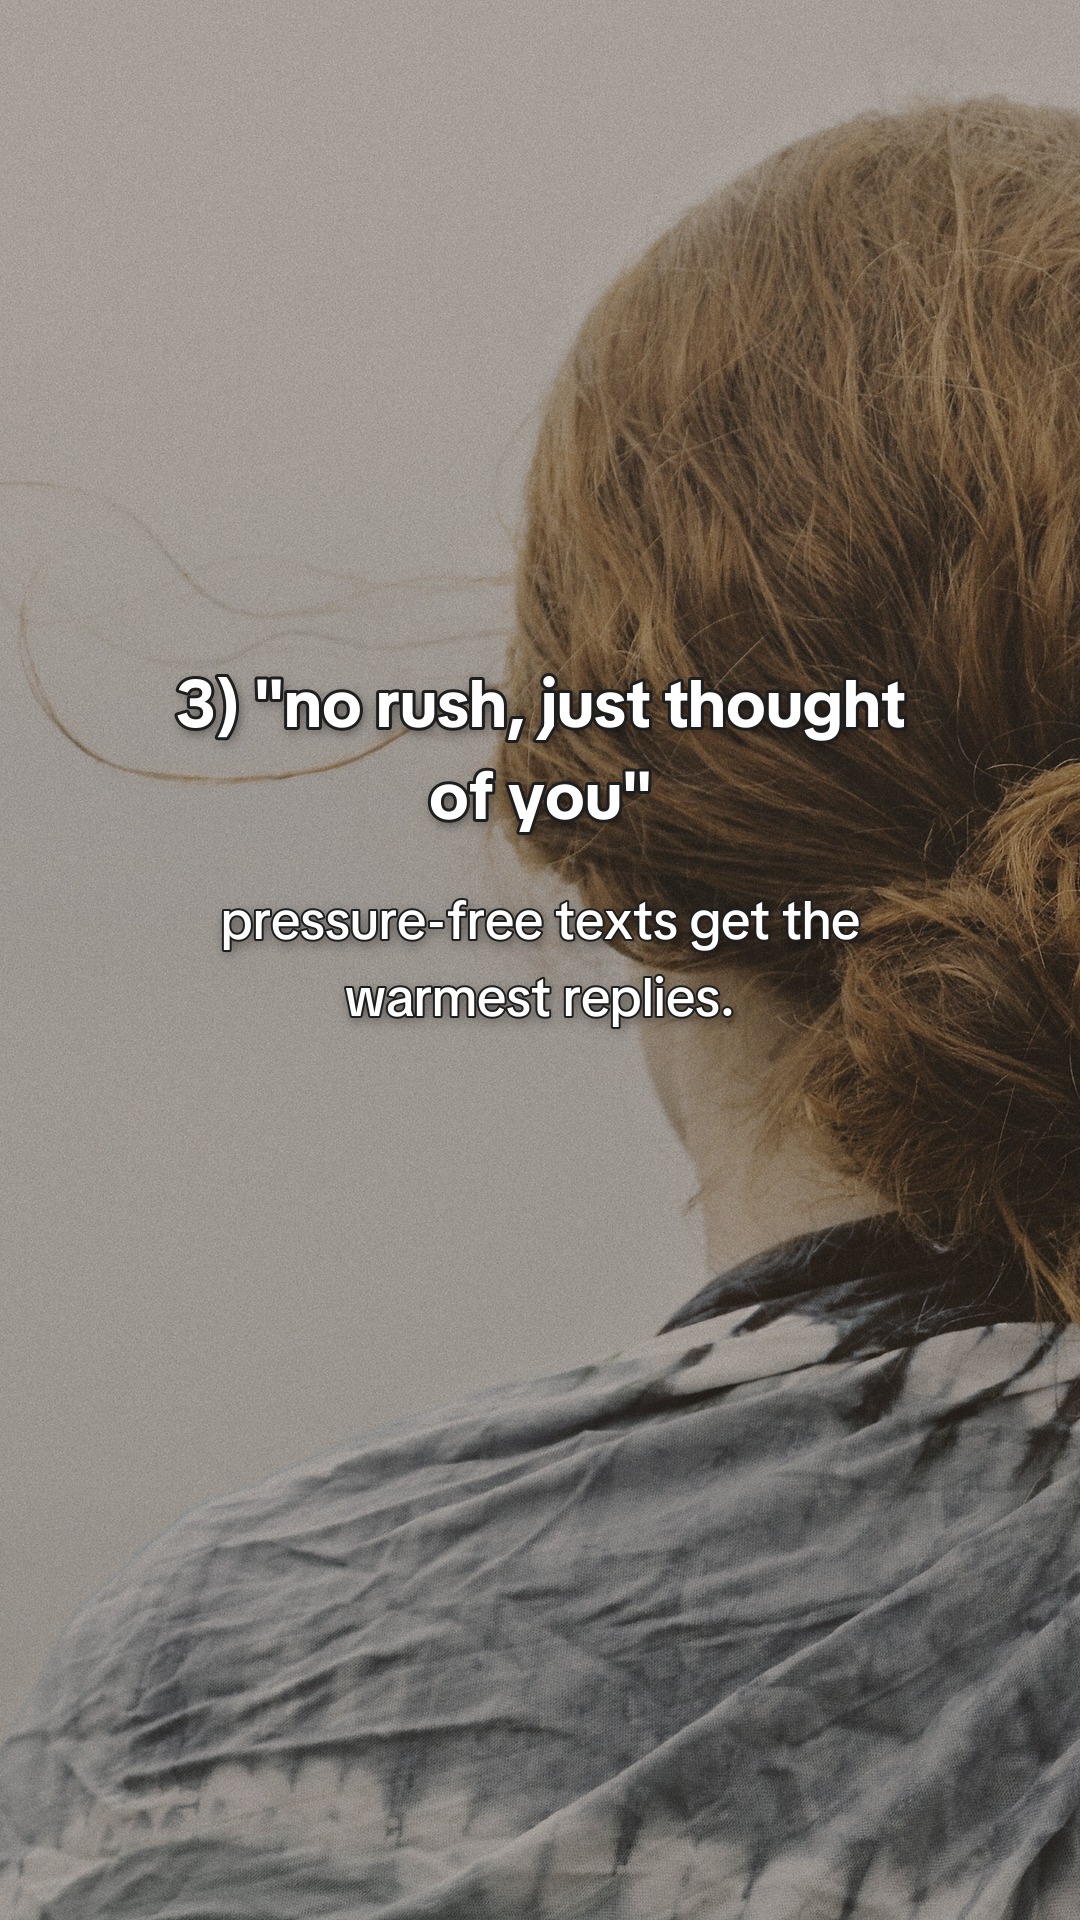 3) "no rush, just thought
of you"
pressure-free texts get the
warmest replies.